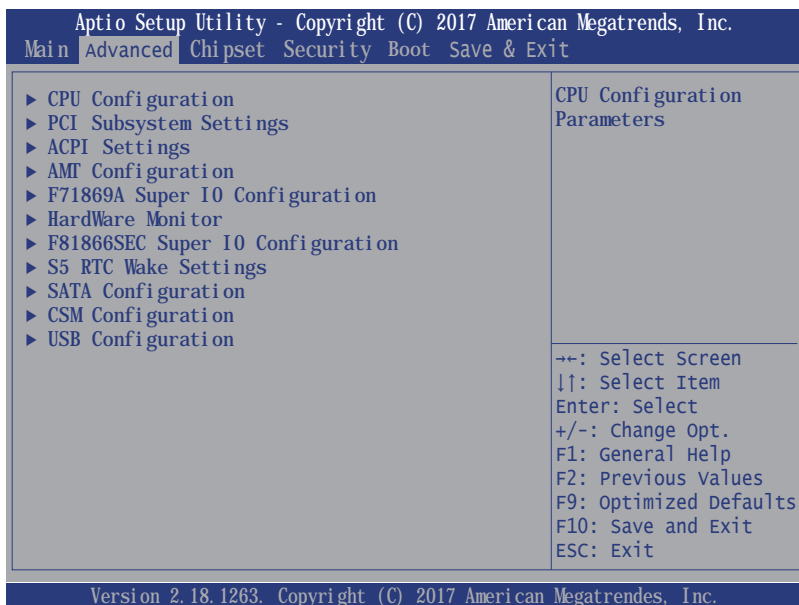 Aptio Setup Utility - Copyright (C) 2017 American Megatrends, Inc.
Main Advanced Chipset Security Boot Save & Exit
▶ CPU Configuration
▶ PCI Subsystem Settings
▶ ACPI Settings
▶ AMT Configuration
▶ F71869A Super IO Configuration
▶ HardWare Monitor
▶ F81866SEC Super IO Configuration
▶ S5 RTC Wake Settings
▶ SATA Configuration
▶ CSM Configuration
▶ USB Configuration
CPU Configuration
Parameters
→←: Select Screen
↓↑: Select Item
Enter: Select
+/-: Change Opt.
F1: General Help
F2: Previous Values
F9: Optimized Defaults
F10: Save and Exit
ESC: Exit
Version 2.18.1263. Copyright (C) 2017 American Megatrendes, Inc.